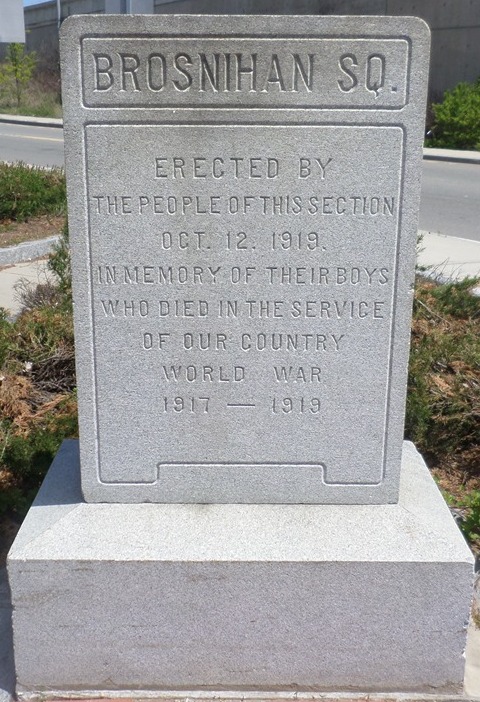 BROSNIHAN SQ.
ERECTED BY
THE PEOPLE OF THIS SECTION
OCT. 12. 1919.
IN MEMORY OF THEIR BOYS
WHO DIED IN THE SERVICE
OF OUR COUNTRY
WORLD WAR
1917 — 1919